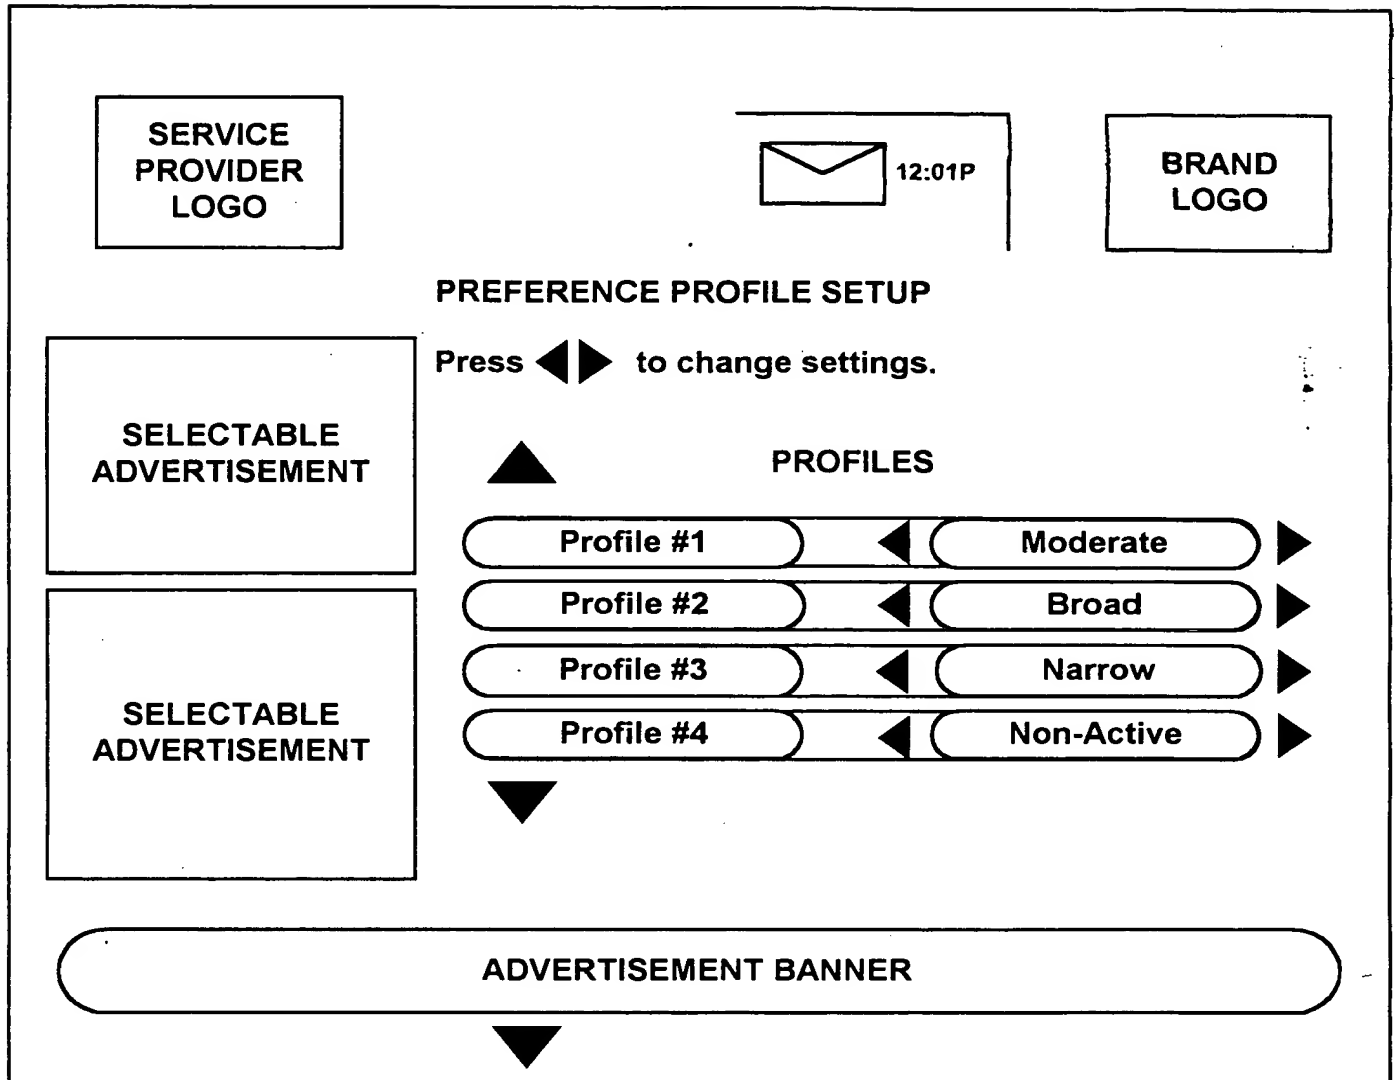 SERVICE
PROVIDER
LOGO
12:01P
BRAND
LOGO
PREFERENCE PROFILE SETUP
Press to change settings.
SELECTABLE
ADVERTISEMENT
PROFILES
Profile #1 Moderate
Profile #2 Broad
Profile #3 Narrow
Profile #4 Non-Active
SELECTABLE
ADVERTISEMENT
ADVERTISEMENT BANNER